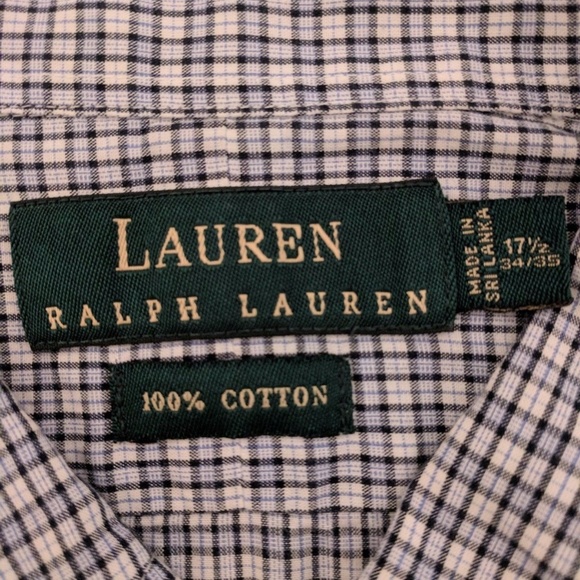 LAUREN
RALPH LAUREN
MADE IN
SRI LANKA
17½
34/35
100% COTTON